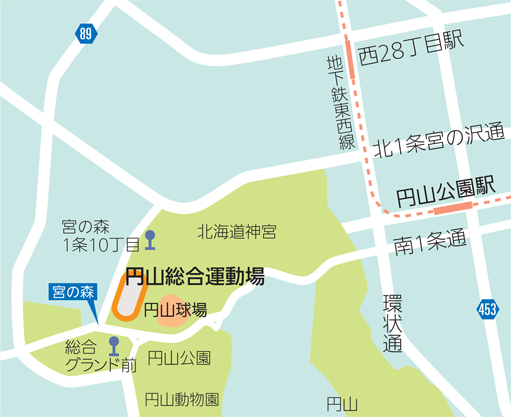 89
西28丁目駅
地下鉄東西線
北1条宮の沢通
円山公園駅
宮の森
1条10丁目
北海道神宮
南1条通
円山総合運動場
宮の森
円山球場
環状通
453
総合
グランド前
円山公園
円山動物園
円山